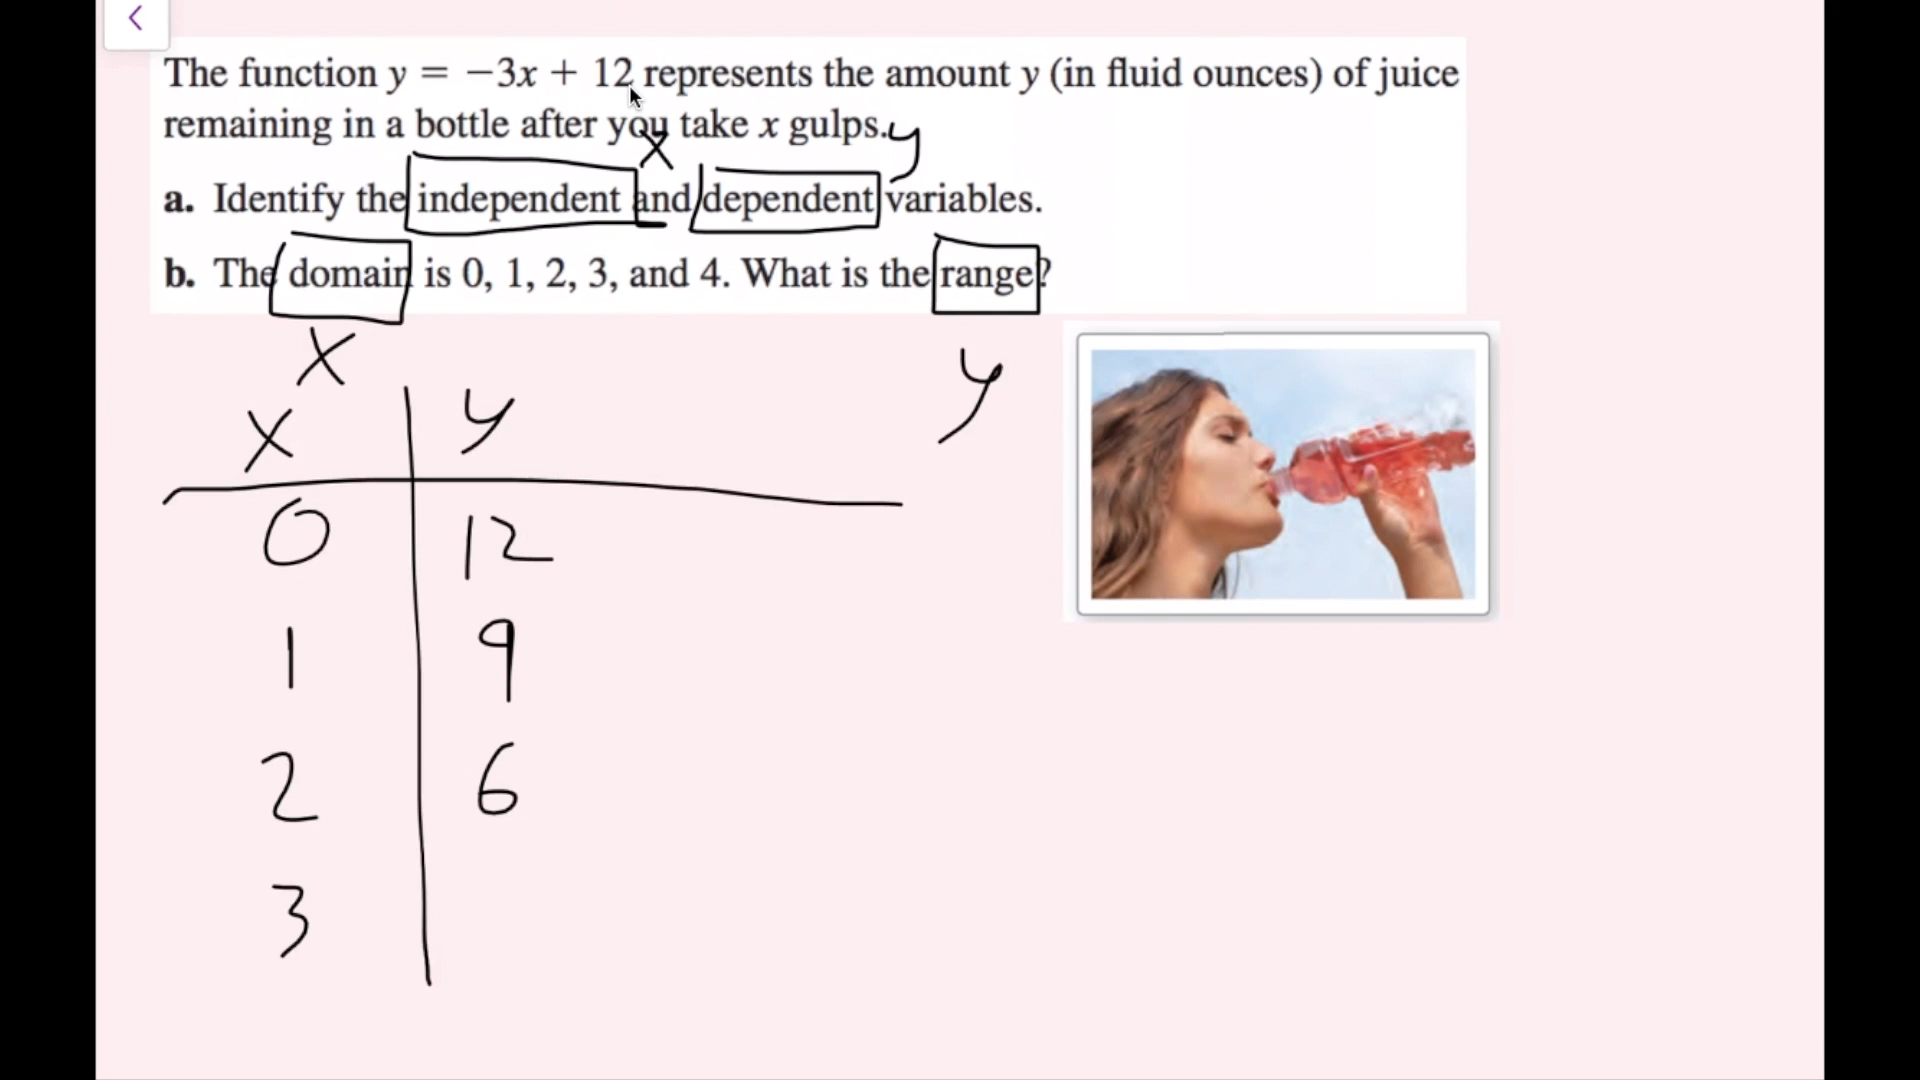 The function y = −3x + 12 represents the amount y (in fluid ounces) of juice
remaining in a bottle after you take x gulps.
x y
a. Identify the independent and dependent variables.
b. The domain is 0, 1, 2, 3, and 4. What is the range?
x y
x y
0 12
1 9
2 6
3